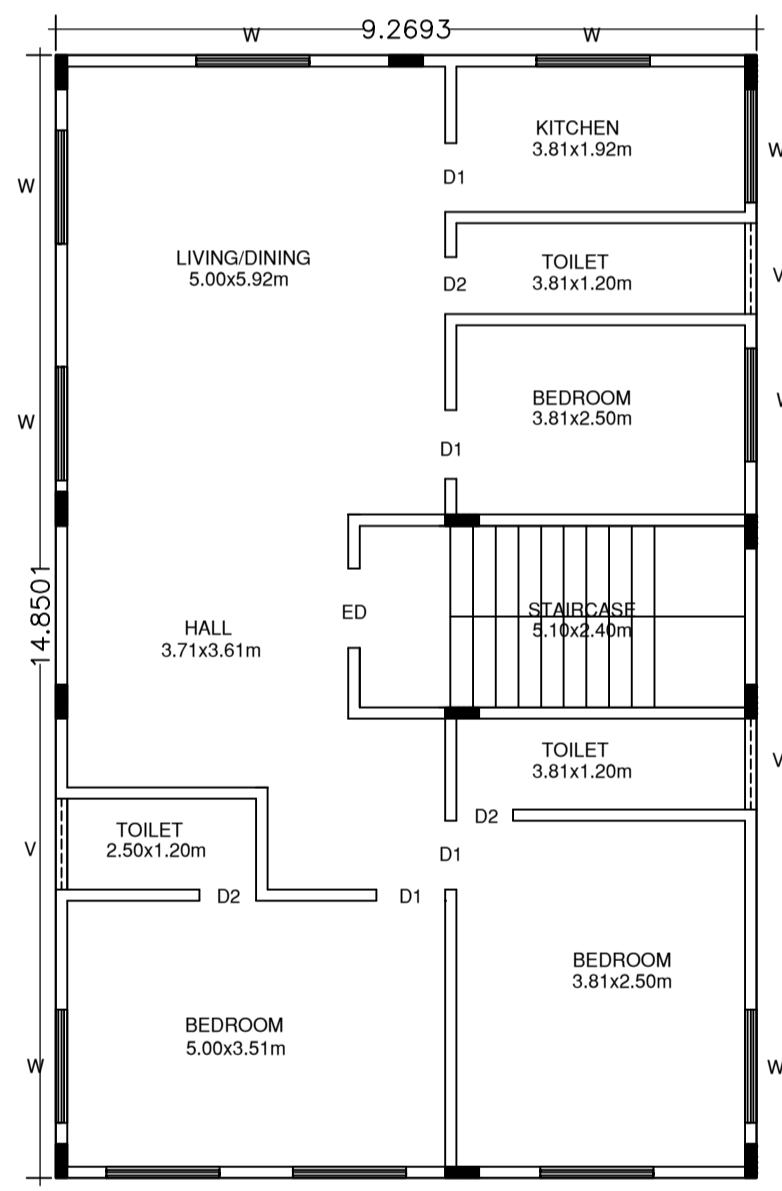 9.2693
W
W
KITCHEN
3.81x1.92m
W
D1
W
LIVING/DINING
5.00x5.92m
TOILET
3.81x1.20m
V
D2
BEDROOM
3.81x2.50m
W
W
D1
14.8501
HALL
3.71x3.61m
ED
STAIRCASE
5.10x2.40m
TOILET
3.81x1.20m
V
D2
TOILET
2.50x1.20m
V
D1
D2
D1
BEDROOM
3.81x2.50m
BEDROOM
5.00x3.51m
W
W